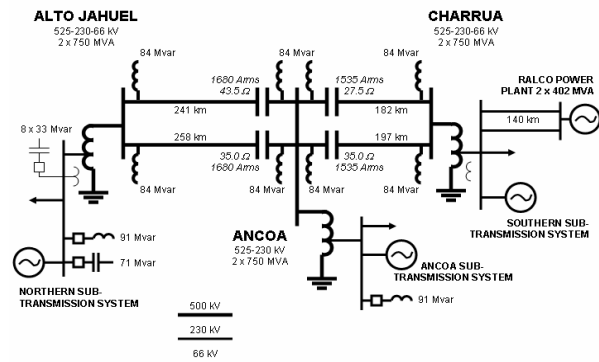 ALTO JAHUEL
525-230-66 kV
2 x 750 MVA
CHARRUA
525-230-66 kV
2 x 750 MVA
84 Mvar
84 Mvar
84 Mvar
84 Mvar
1680 Arms
43.5 Ω
1535 Arms
27.5 Ω
RALCO POWER
PLANT 2 x 402 MVA
241 km
182 km
140 km
8 x 33 Mvar
258 km
197 km
35.0 Ω
1680 Arms
35.0 Ω
1535 Arms
84 Mvar
84 Mvar
84 Mvar
84 Mvar
SOUTHERN SUB-
TRANSMISSION SYSTEM
91 Mvar
71 Mvar
ANCOA
525-230 kV
2 x 750 MVA
ANCOA SUB-
TRANSMISSION SYSTEM
91 Mvar
NORTHERN SUB-
TRANSMISSION SYSTEM
500 kV
230 kV
66 kV